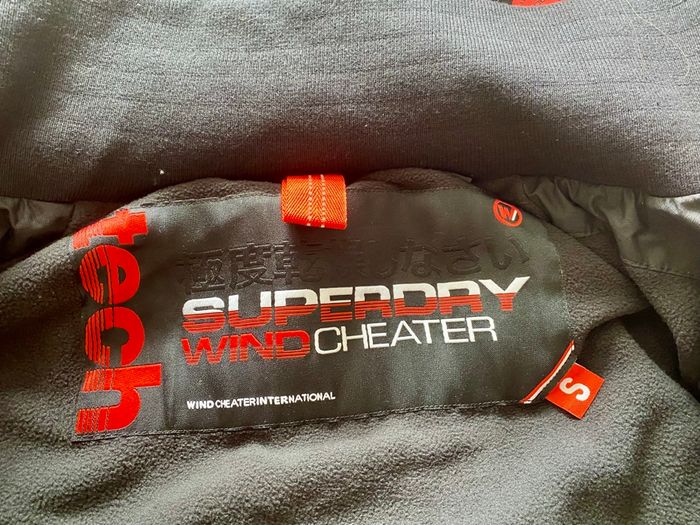 tech
極度乾燥しなさい
SUPERDRY
WINDCHEATER
WINDCHEATERINTERNATIONAL
S